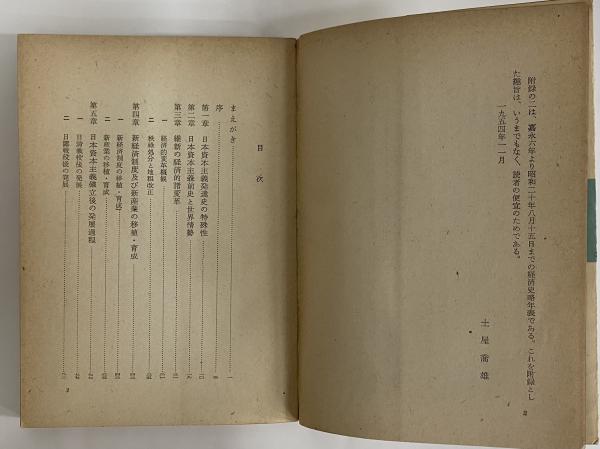 附録の二は、嘉永六年より昭和二十年八月十五日までの経済史略年表である。これを附録とし
た趣旨は、いうまでもなく、読者の便宜のためである。
一九五四年一一月
土屋喬雄
2
目次
まえがき
序
第一章 日本資本主義発達史の特殊性
第二章 日本資本主義前史と世界情勢
第三章 維新の経済的諸変革
一 経済的変革概観
二 秩祿処分と地租改正
第四章 新経済制度及び新産業の移植・育成
一 新経済制度の移植・育成
二 新産業の移植・育成
第五章 日本資本主義確立後の発展過程
一 日清戦役後の発展
二 日露戦役後の発展